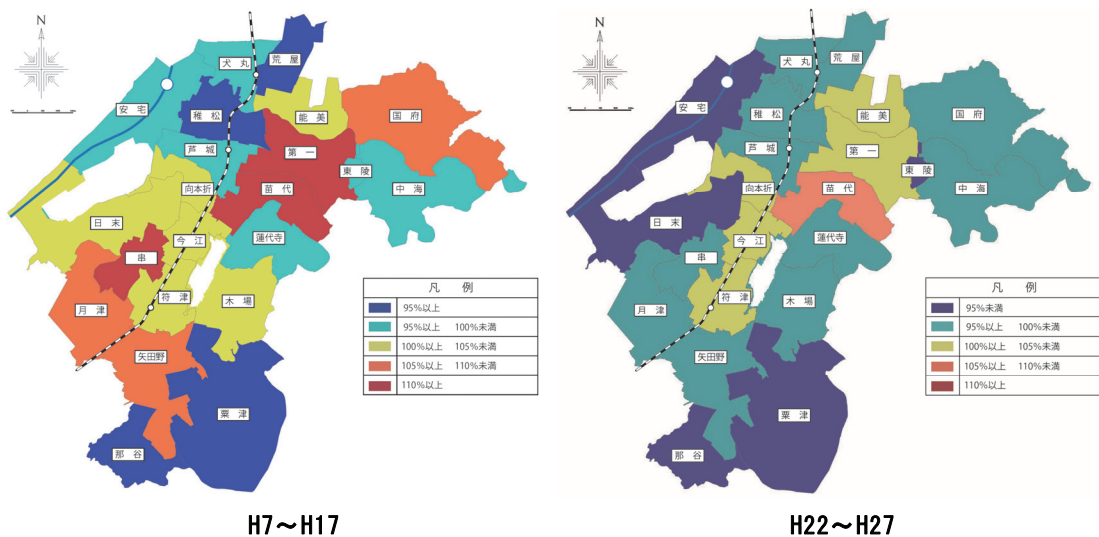 N
荒屋
犬丸
安宅
稚松
能美
国府
芦城
第一
東陵
向本折
苗代
中海
日末
今江
蓮代寺
串
符津
木場
月津
矢田野
粟津
那谷
凡 例
95%以上
95%以上 100%未満
100%以上 105%未満
105%以上 110%未満
110%以上
H7～H17
N
荒屋
犬丸
安宅
稚松
能美
国府
芦城
第一
東陵
向本折
苗代
中海
日末
今江
蓮代寺
串
符津
木場
月津
矢田野
粟津
那谷
凡 例
95%未満
95%以上 100%未満
100%以上 105%未満
105%以上 110%未満
110%以上
H22～H27